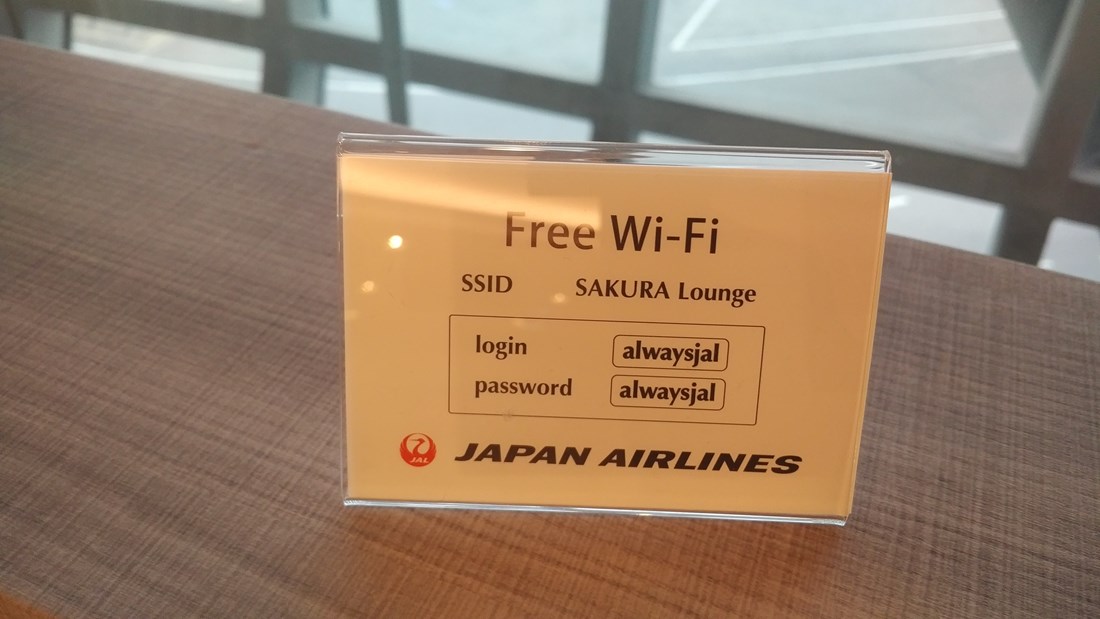 Free Wi-Fi
SSID SAKURA Lounge
login alwaysjal
password alwaysjal
JAL JAPAN AIRLINES